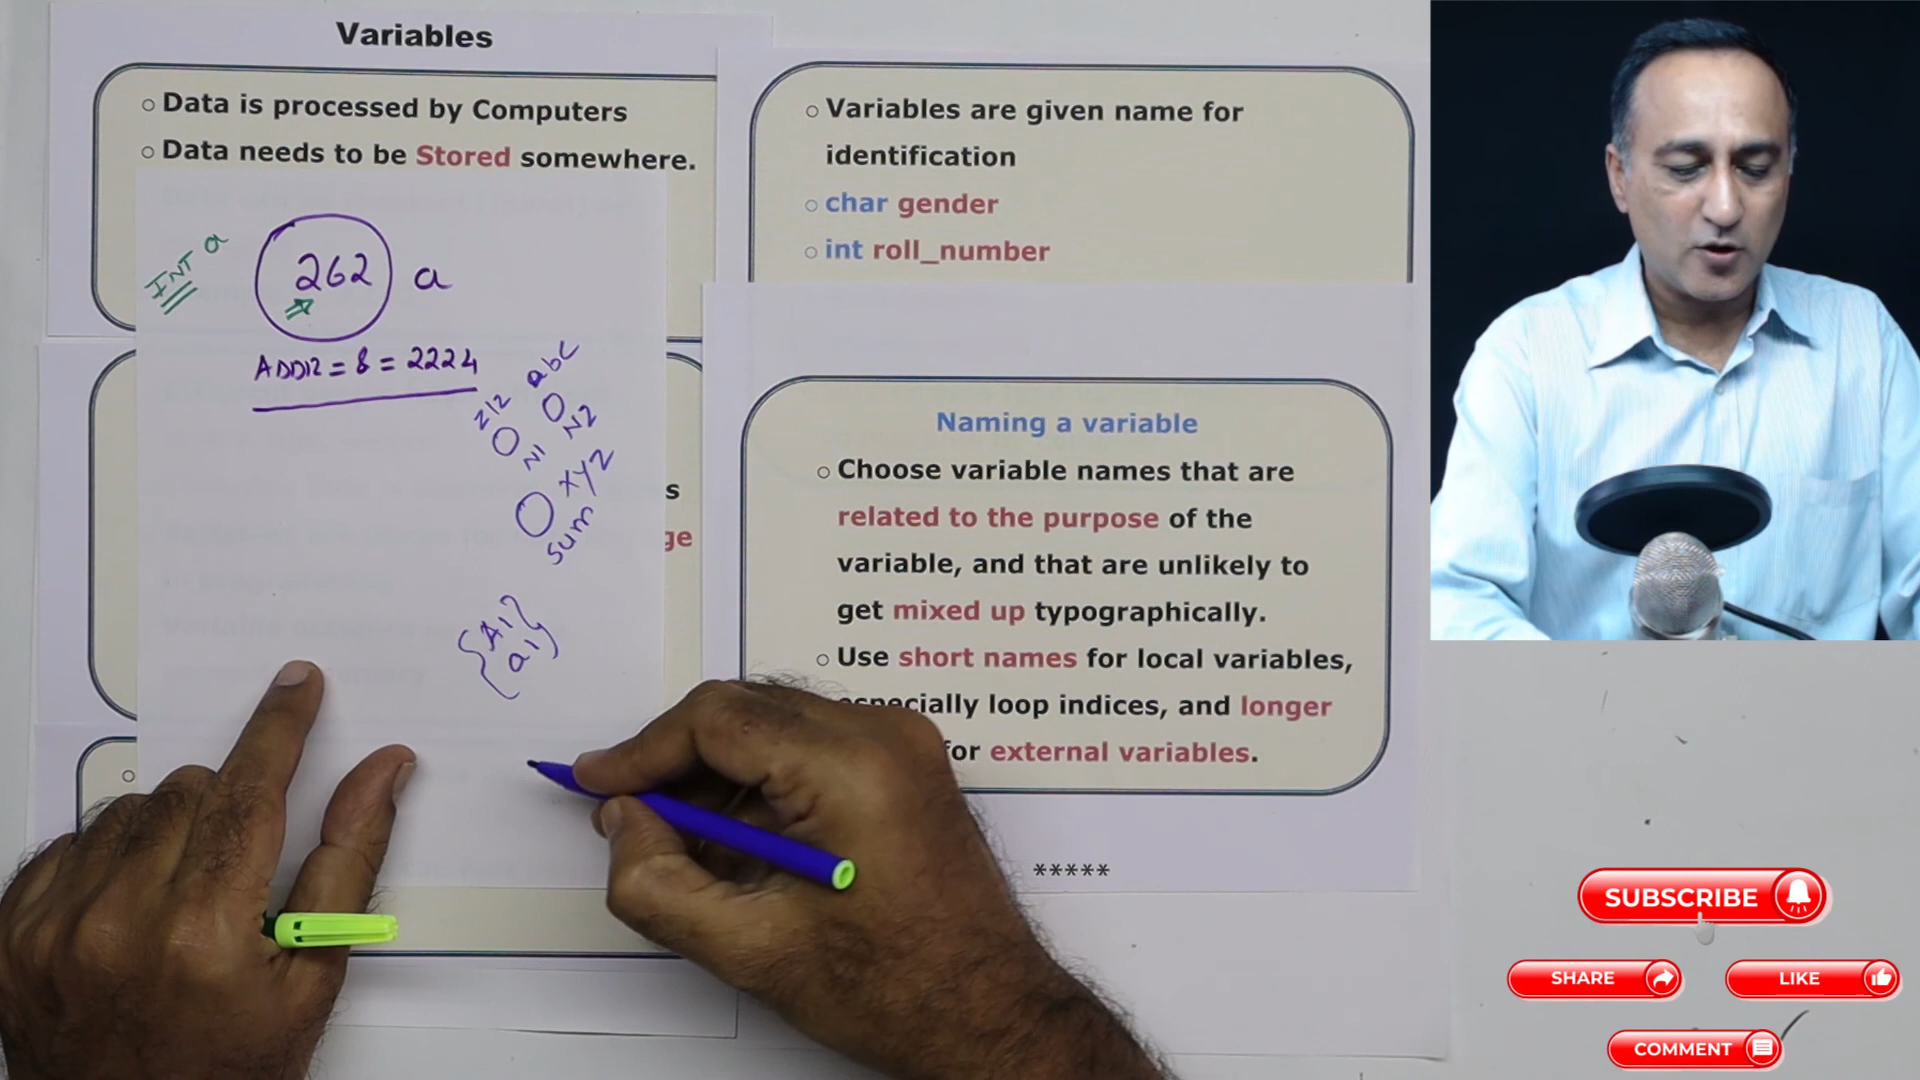 Variables
○ Data is processed by Computers
○ Data needs to be Stored somewhere.
INT a
262 a
ADDR = 8 = 2224
abc
N2
N1
xyz
sum
{A1}
{a1}
s
ge
○ Variables are given name for
identification
○ char gender
○ int roll_number
Naming a variable
○ Choose variable names that are
related to the purpose of the
variable, and that are unlikely to
get mixed up typographically.
○ Use short names for local variables,
especially loop indices, and longer
for external variables.
*****
SUBSCRIBE
SHARE
LIKE
COMMENT